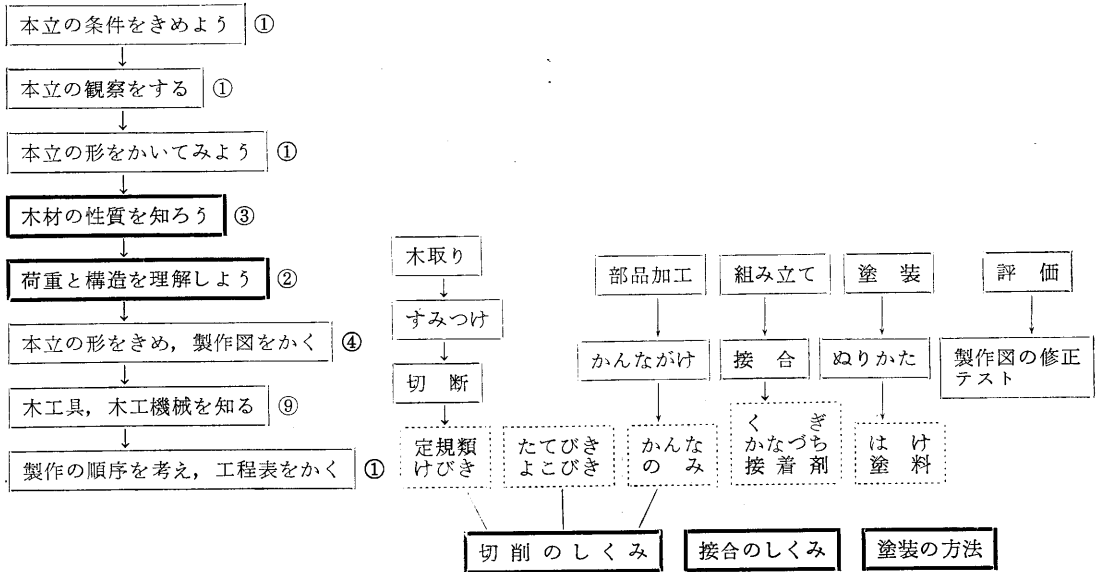 本立の条件をきめよう ①
本立の観察をする ①
本立の形をかいてみよう ①
木材の性質を知ろう ③
荷重と構造を理解しよう ②
本立の形をきめ，製作図をかく ④
木工具，木工機械を知る ⑨
製作の順序を考え，工程表をかく ①
木取り
すみつけ
切断
定規類
けびき
たてびき
よこびき
部品加工
かんながけ
かんな
のみ
組み立て
接合
くぎ
かなづち
接着剤
塗装
ぬりかた
はけ
塗料
評価
製作図の修正
テスト
切削のしくみ
接合のしくみ
塗装の方法